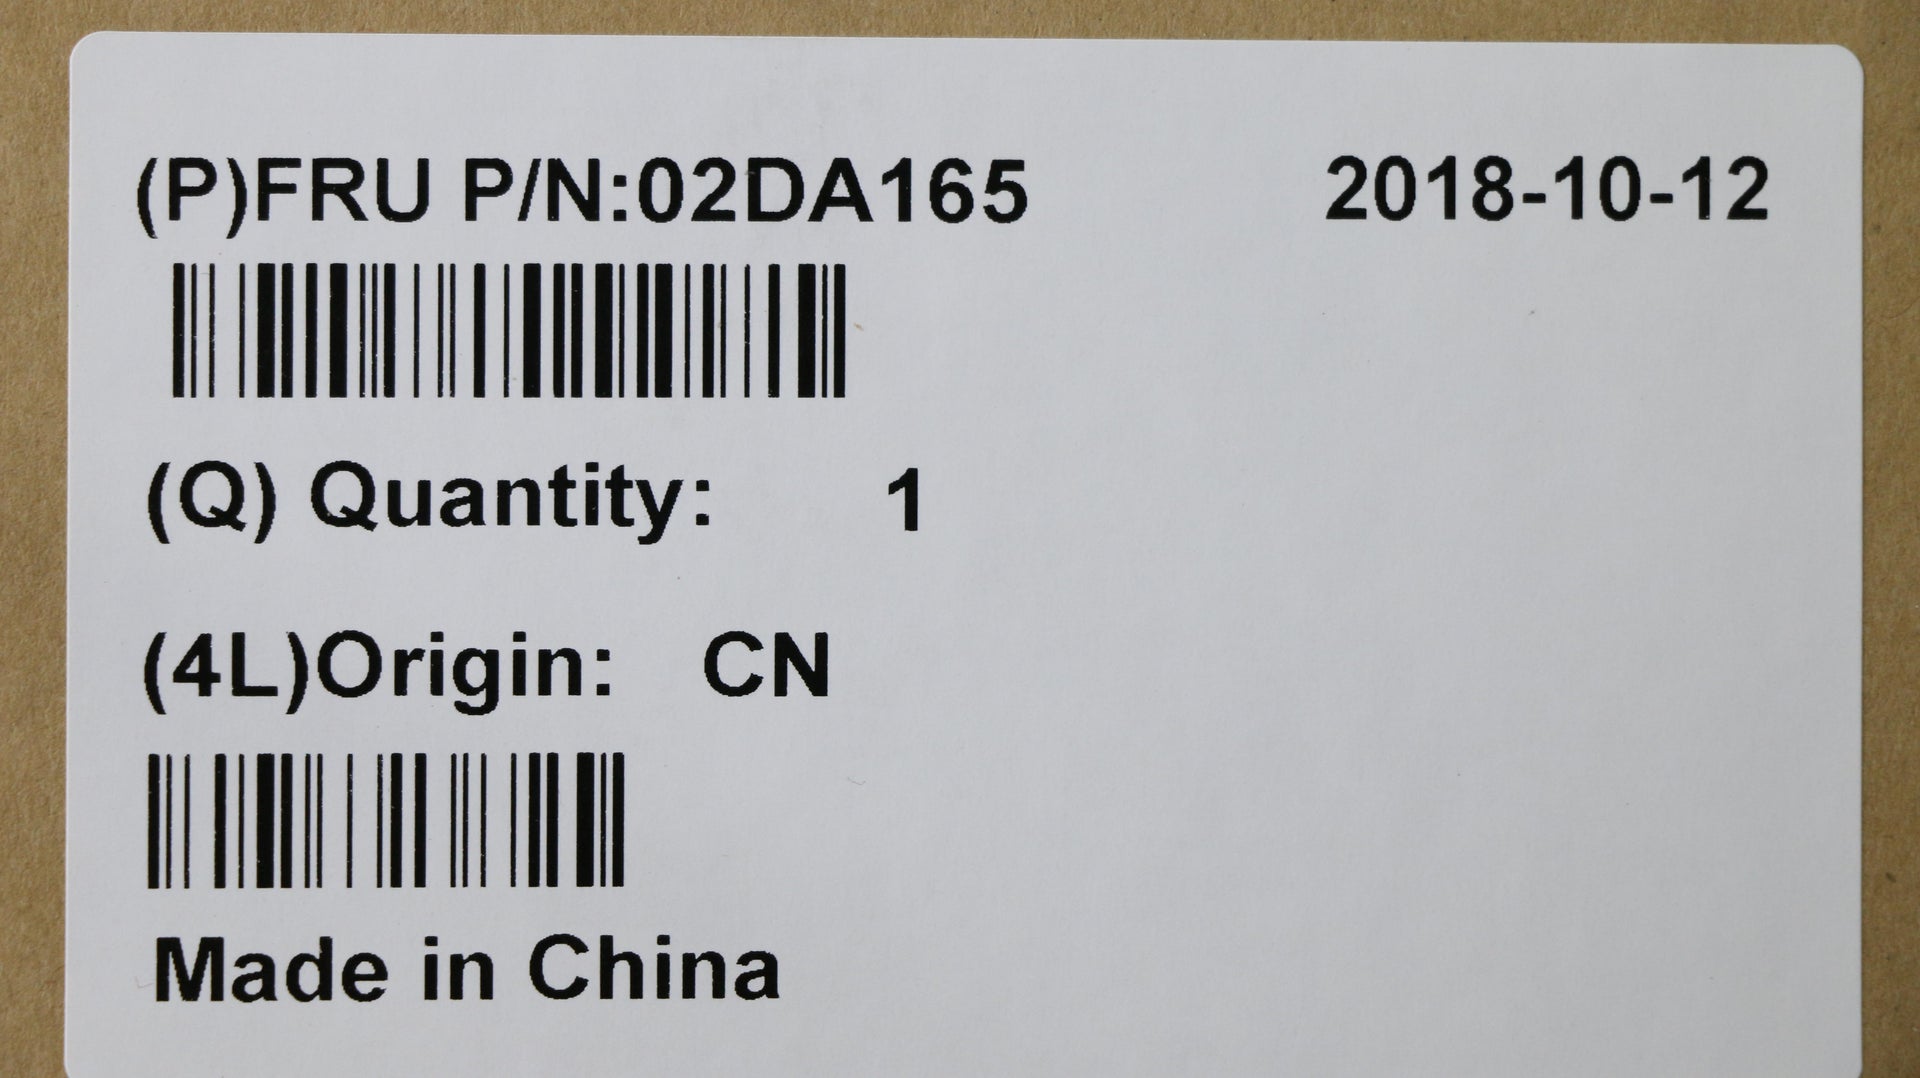 (P)FRU P/N:02DA165 2018-10-12
(Q) Quantity: 1
(4L)Origin: CN
Made in China